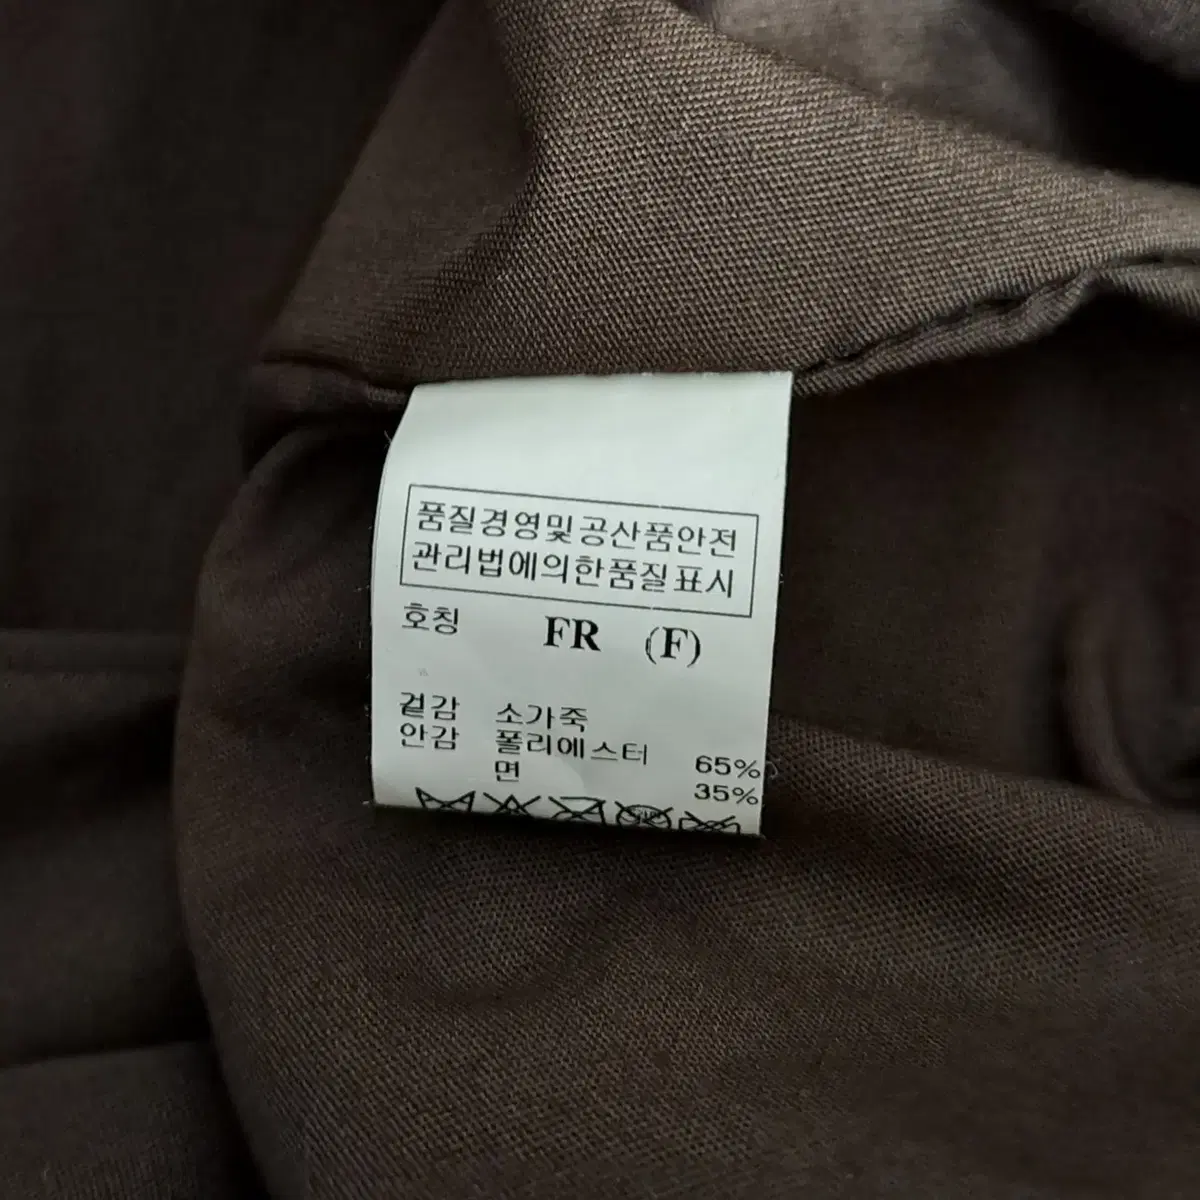 품질경영및공산품안전
관리법에의한품질표시
호칭 FR (F)
겉감 소가죽
안감 폴리에스터 65%
면 35%